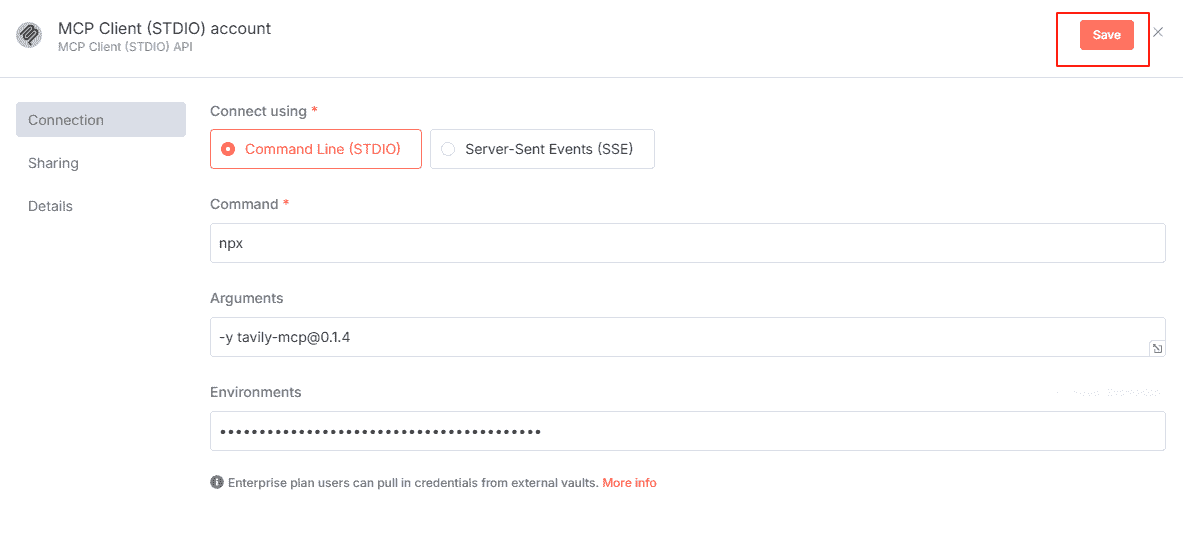 MCP Client (STDIO) account
MCP Client (STDIO) API
Save
Connection
Sharing
Details
Connect using *
Command Line (STDIO)
Server-Sent Events (SSE)
Command *
npx
Arguments
-y tavily-mcp@0.1.4
Environments
••••••••••••••••••••••••••••••••••••••••••
Enterprise plan users can pull in credentials from external vaults. More info